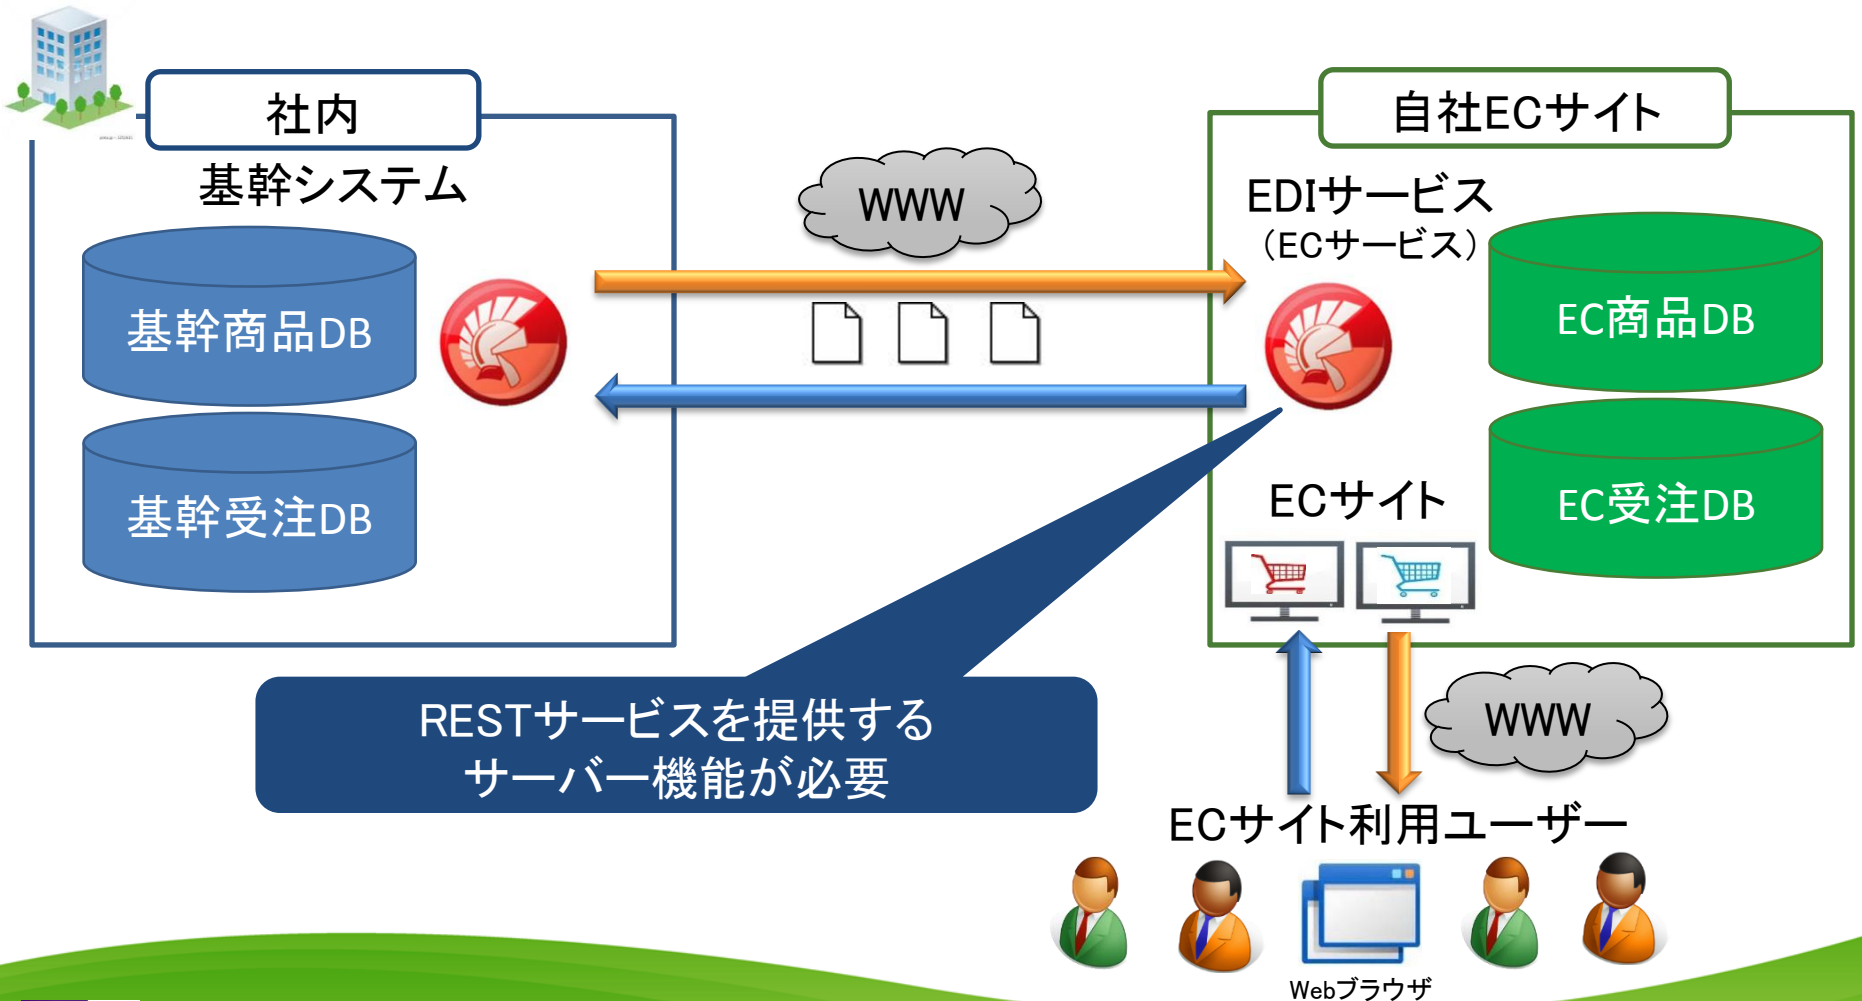 社内
基幹システム
基幹商品DB
基幹受注DB
WWW
自社ECサイト
EDIサービス
（ECサービス）
EC商品DB
EC受注DB
ECサイト
RESTサービスを提供する
サーバー機能が必要
WWW
ECサイト利用ユーザー
Webブラウザ